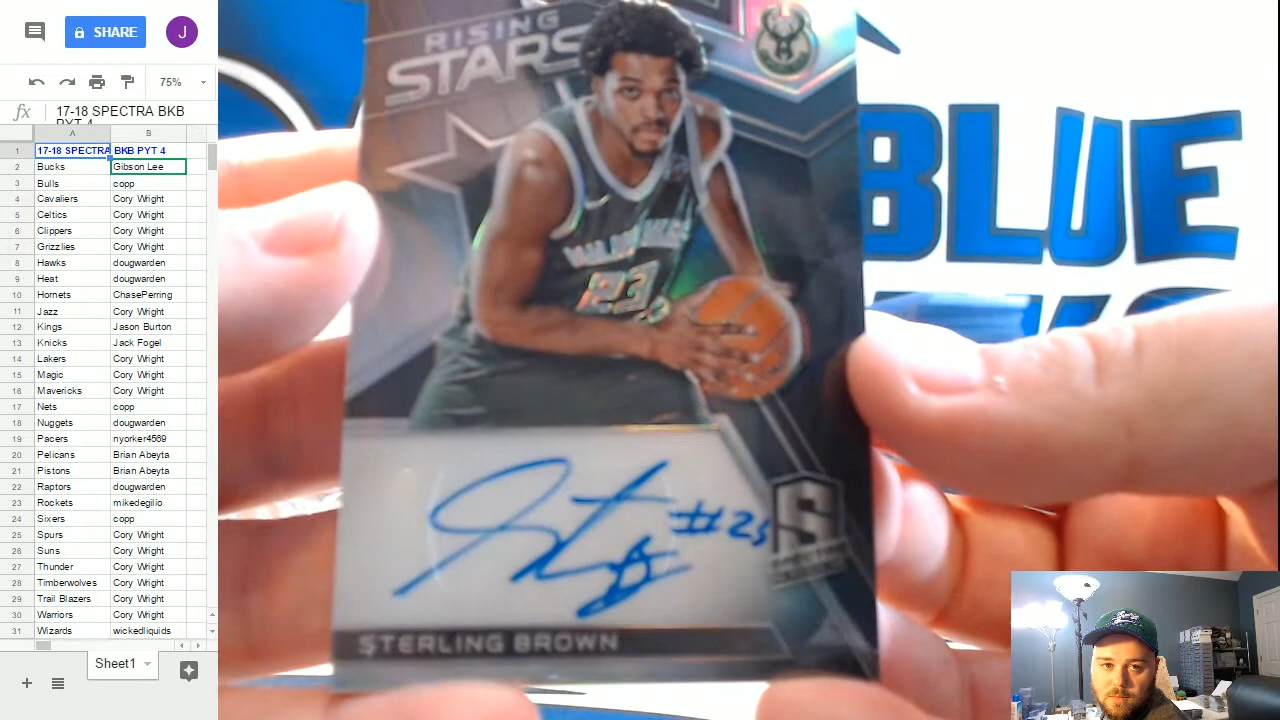 SHARE
J
75%
fx
17-18 SPECTRA BKB
PYT 4
A B
1 17-18 SPECTRA BKB PYT 4
2 Bucks Gibson Lee
3 Bulls copp
4 Cavaliers Cory Wright
5 Celtics Cory Wright
6 Clippers Cory Wright
7 Grizzlies Cory Wright
8 Hawks dougwarden
9 Heat dougwarden
10 Hornets ChasePerring
11 Jazz Cory Wright
12 Kings Jason Burton
13 Knicks Jack Fogel
14 Lakers Cory Wright
15 Magic Cory Wright
16 Mavericks Cory Wright
17 Nets copp
18 Nuggets dougwarden
19 Pacers nyorker4569
20 Pelicans Brian Abeyta
21 Pistons Brian Abeyta
22 Raptors dougwarden
23 Rockets mikedegilio
24 Sixers copp
25 Spurs Cory Wright
26 Suns Cory Wright
27 Thunder Cory Wright
28 Timberwolves Cory Wright
29 Trail Blazers Cory Wright
30 Warriors Cory Wright
31 Wizards wickedliquids
Sheet1
RISING
STARS
23
#23
S
STERLING BROWN
BLUE